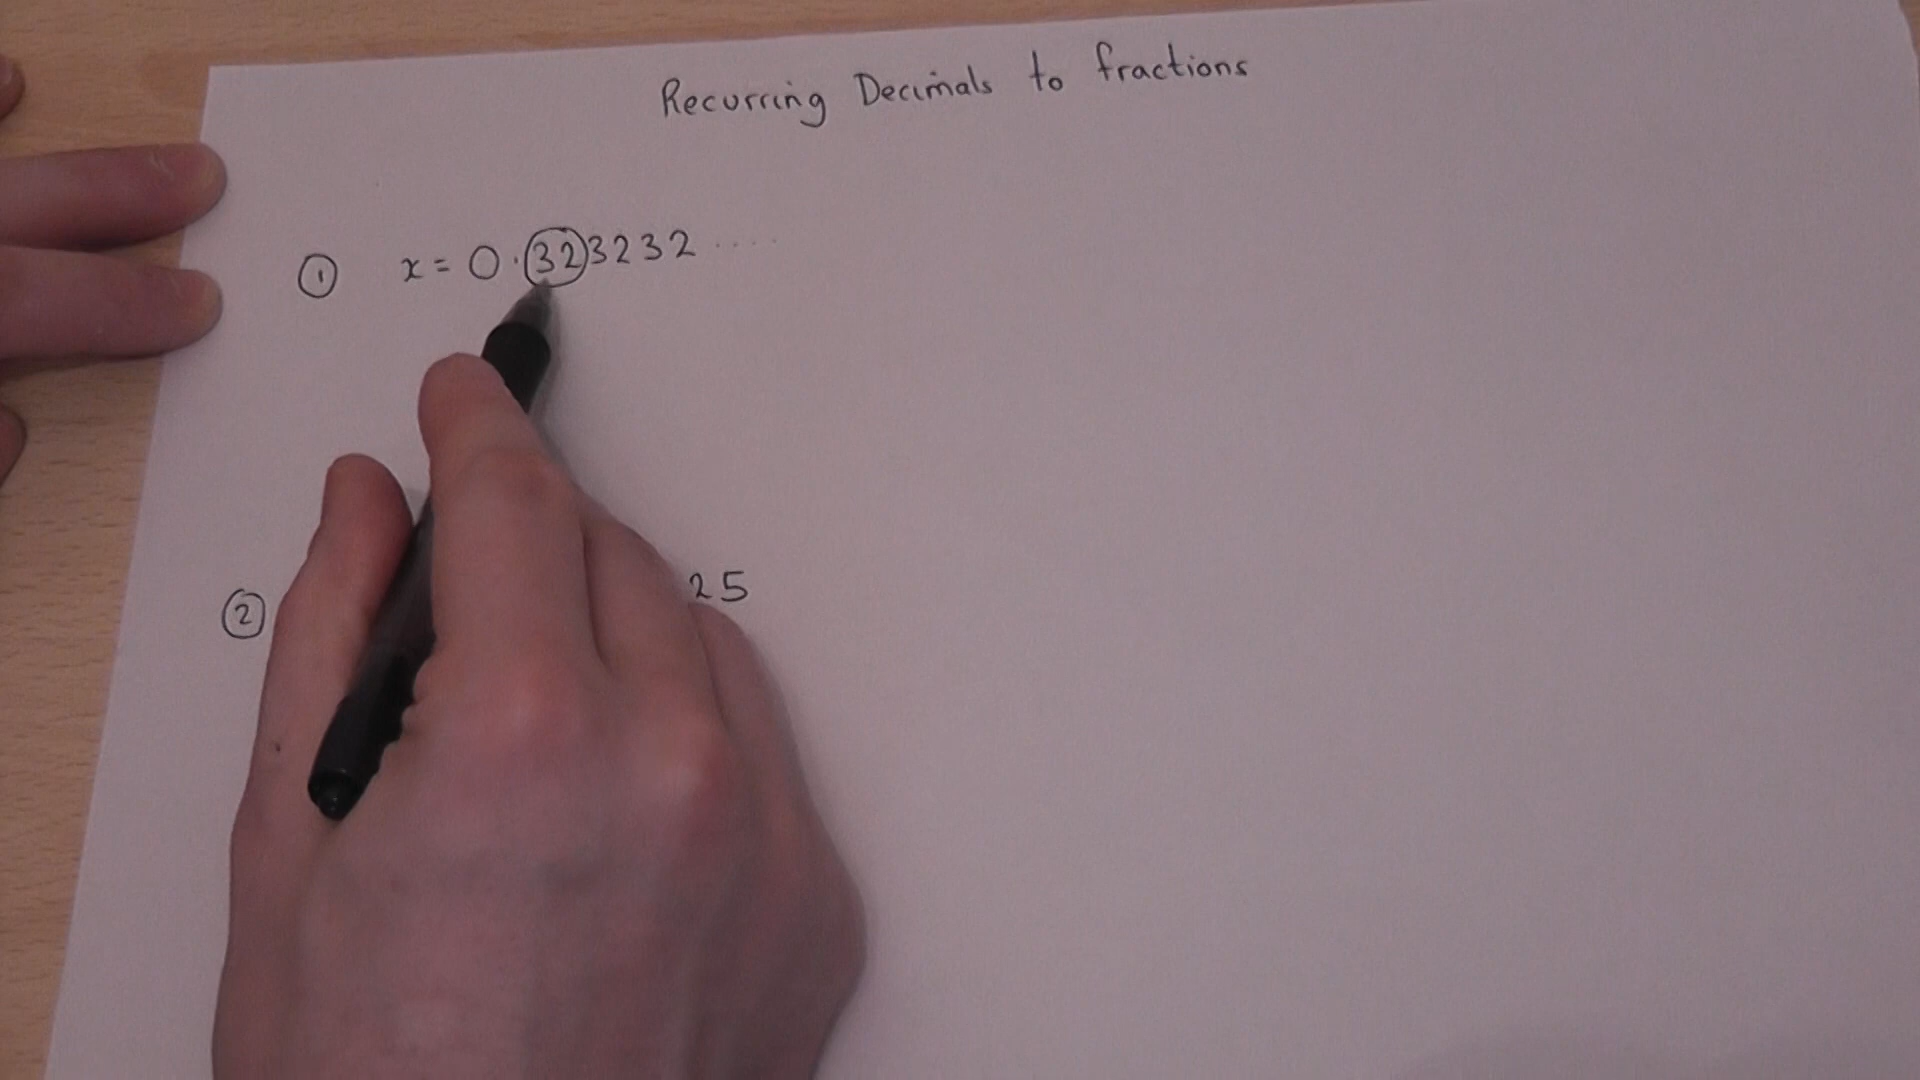 Recurring Decimals to fractions
① x = 0.323232....
② 25